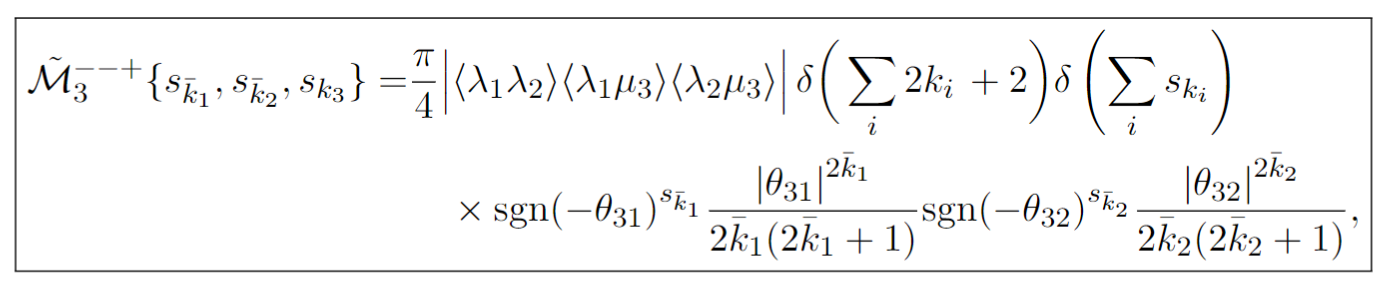 \tilde{\mathcal{M}}_3^{--+}\{s_{\bar{k}_1}, s_{\bar{k}_2}, s_{k_3}\} = \frac{\pi}{4} \Big| \langle\lambda_1\lambda_2\rangle\langle\lambda_1\mu_3\rangle\langle\lambda_2\mu_3\rangle \Big| \, \delta\left(\sum_i 2k_i + 2\right) \delta\left(\sum_i s_{k_i}\right)
\times \text{sgn}(-\theta_{31})^{s_{\bar{k}_1}} \frac{|\theta_{31}|^{2\bar{k}_1}}{2\bar{k}_1(2\bar{k}_1 + 1)} \text{sgn}(-\theta_{32})^{s_{\bar{k}_2}} \frac{|\theta_{32}|^{2\bar{k}_2}}{2\bar{k}_2(2\bar{k}_2 + 1)},